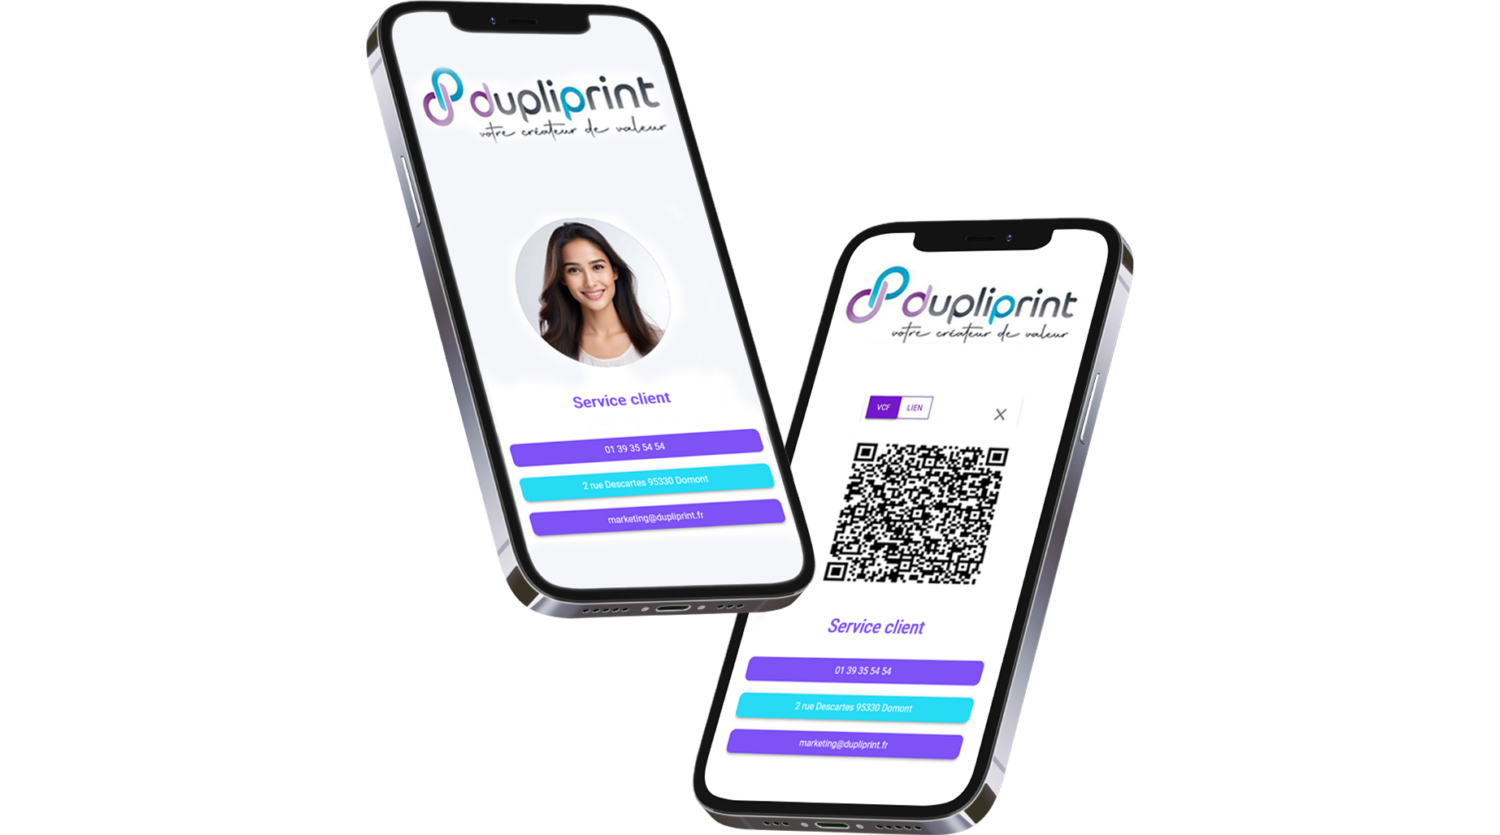 dupliprint
votre créateur de valeur
Service client
01 39 35 54 54
2 rue Descartes 95330 Domont
marketing@dupliprint.fr
dupliprint
votre créateur de valeur
VCF LIEN
Service client
01 39 35 54 54
2 rue Descartes 95330 Domont
marketing@dupliprint.fr